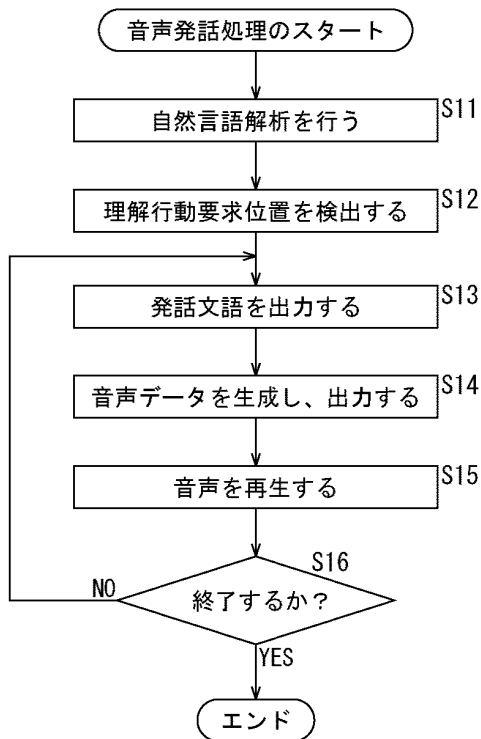 音声発話処理のスタート
S11
自然言語解析を行う
S12
理解行動要求位置を検出する
S13
発話文語を出力する
S14
音声データを生成し、出力する
S15
音声を再生する
S16
NO
終了するか？
YES
エンド